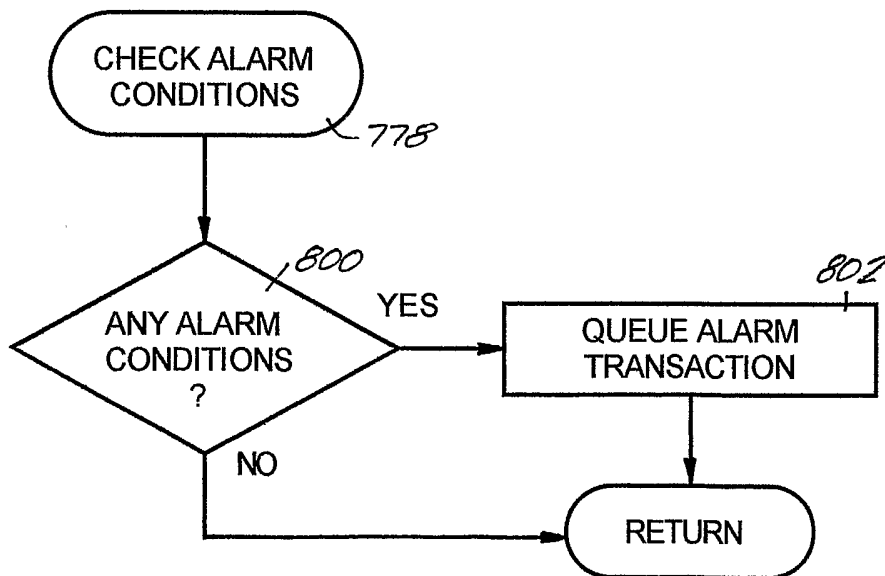 CHECK ALARM
CONDITIONS
778
800
ANY ALARM
CONDITIONS
?
YES
802
QUEUE ALARM
TRANSACTION
NO
RETURN